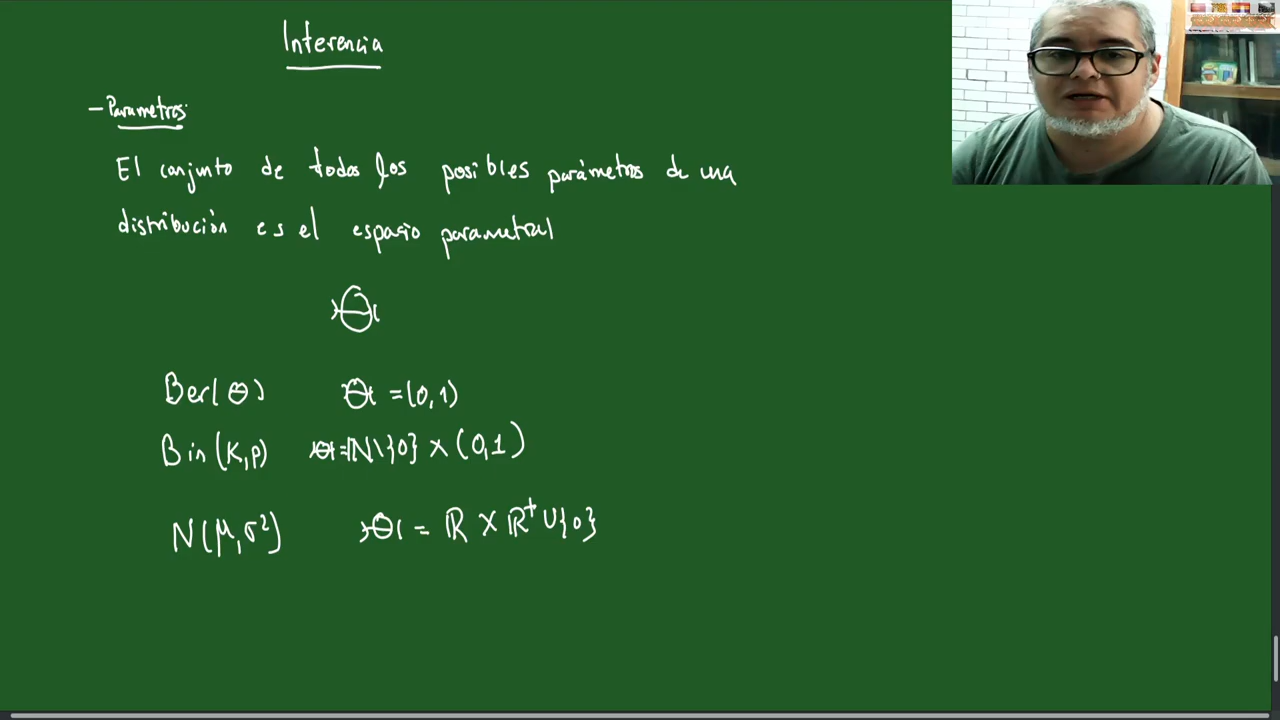 Inferencia
- Parametros:
El conjunto de todos los posibles parámetros de una
distribución es el espacio parametral
Θ
Ber(θ) Θ = (0,1)
Bin(K,p) Θ=ℕ\{0} × (0,1)
N(μ,σ²) Θ = ℝ × ℝ⁺ ∪{0}